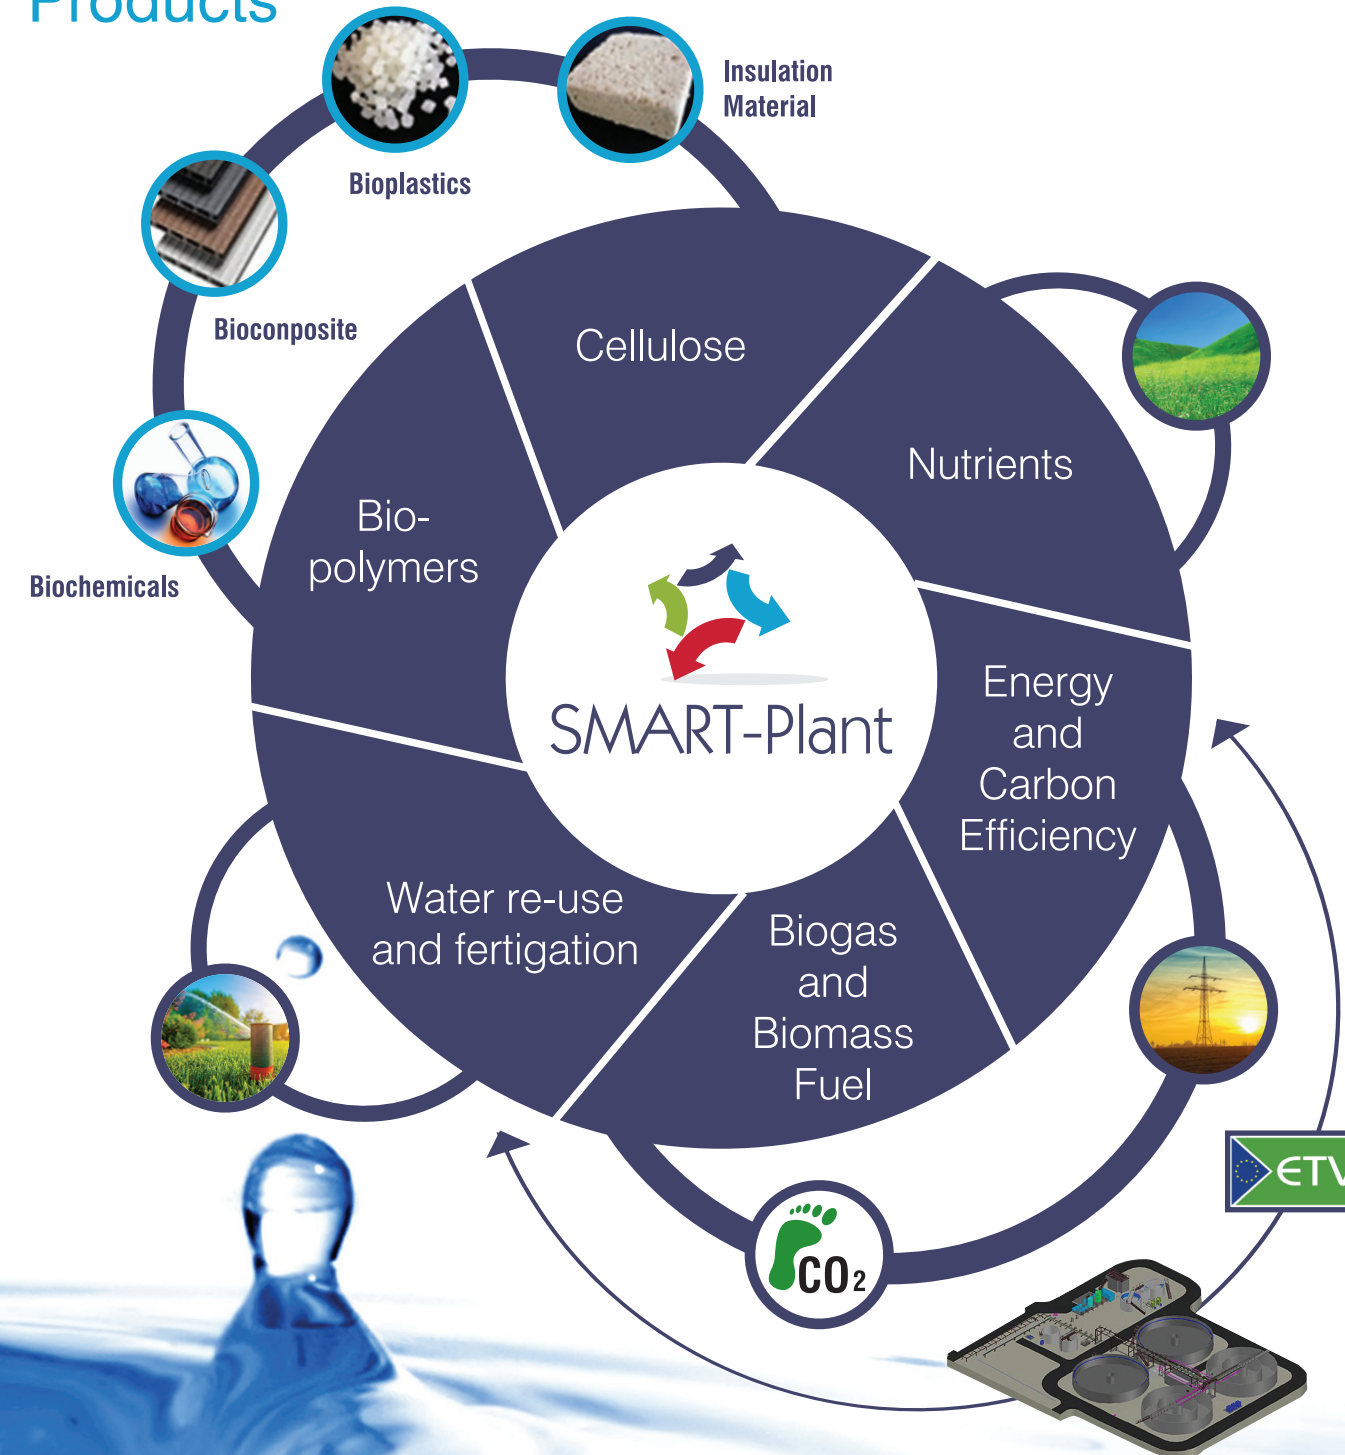 Products
Insulation
Material
Bioplastics
Bioconposite
Biochemicals
Cellulose
Nutrients
Bio-
polymers
SMART-Plant
Energy
and
Carbon
Efficiency
Water re-use
and fertigation
Biogas
and
Biomass
Fuel
ETV
CO2